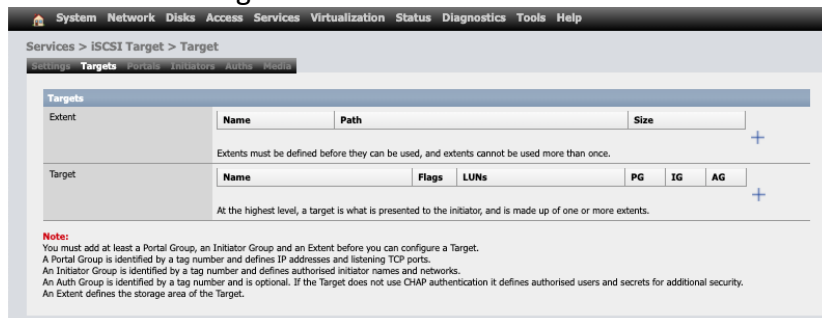 System Network Disks Access Services Virtualization Status Diagnostics Tools Help
Services > iSCSI Target > Target
Settings Targets Portals Initiators Auths Media
Targets
Extent
Name Path Size
+
Extents must be defined before they can be used, and extents cannot be used more than once.
Target
Name Flags LUNs PG IG AG
+
At the highest level, a target is what is presented to the initiator, and is made up of one or more extents.
Note:
You must add at least a Portal Group, an Initiator Group and an Extent before you can configure a Target.
A Portal Group is identified by a tag number and defines IP addresses and listening TCP ports.
An Initiator Group is identified by a tag number and defines authorised initiator names and networks.
An Auth Group is identified by a tag number and is optional. If the Target does not use CHAP authentication it defines authorised users and secrets for additional security.
An Extent defines the storage area of the Target.